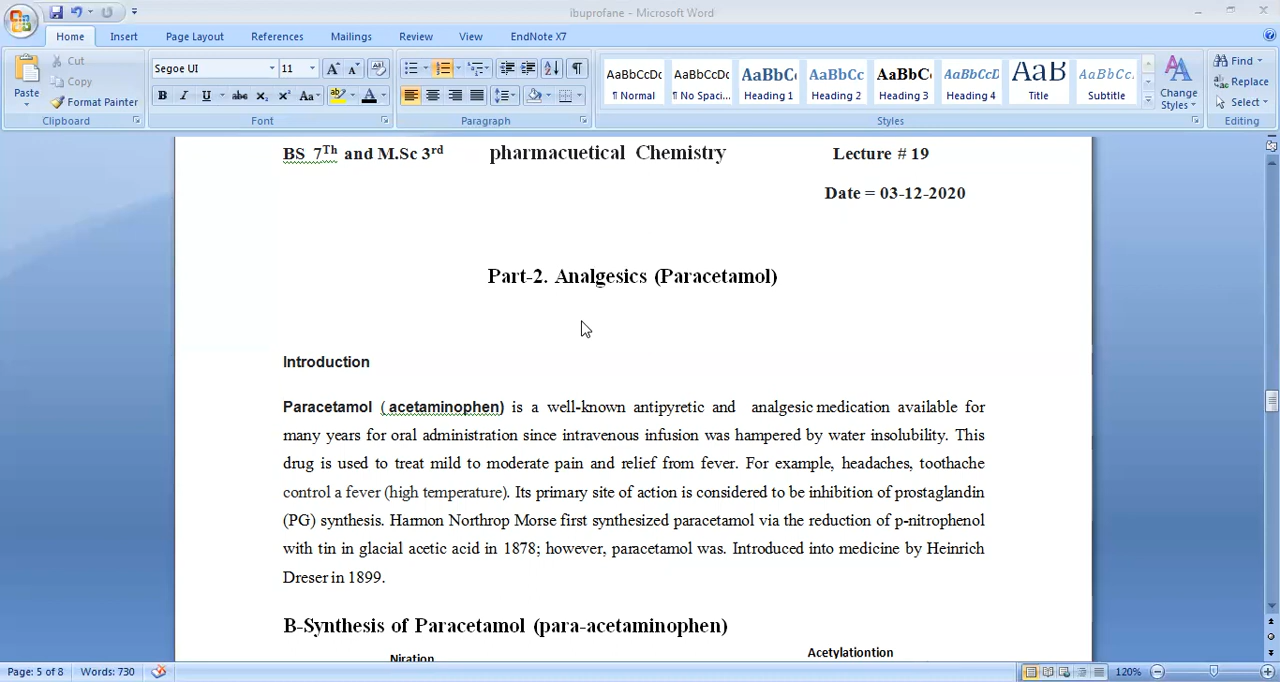 ibuprofane - Microsoft Word
Home Insert Page Layout References Mailings Review View EndNote X7
Paste Cut Copy Format Painter Clipboard
Segoe UI 11 Font
Paragraph
AaBbCcDc ¶ Normal AaBbCcDc ¶ No Spaci... AaBbC Heading 1 AaBbCc Heading 2 AaBbC Heading 3 AaBbCcD Heading 4 AaB Title AaBbCc. Subtitle Change Styles Styles
Find Replace Select Editing
BS 7Th and M.Sc 3rd pharmacuetical Chemistry Lecture # 19
Date = 03-12-2020
Part-2. Analgesics (Paracetamol)
Introduction
Paracetamol ( acetaminophen) is a well-known antipyretic and analgesic medication available for
many years for oral administration since intravenous infusion was hampered by water insolubility. This
drug is used to treat mild to moderate pain and relief from fever. For example, headaches, toothache
control a fever (high temperature). Its primary site of action is considered to be inhibition of prostaglandin
(PG) synthesis. Harmon Northrop Morse first synthesized paracetamol via the reduction of p-nitrophenol
with tin in glacial acetic acid in 1878; however, paracetamol was. Introduced into medicine by Heinrich
Dreser in 1899.
B-Synthesis of Paracetamol (para-acetaminophen)
Niration Acetylationtion
Page: 5 of 8 Words: 730 120%